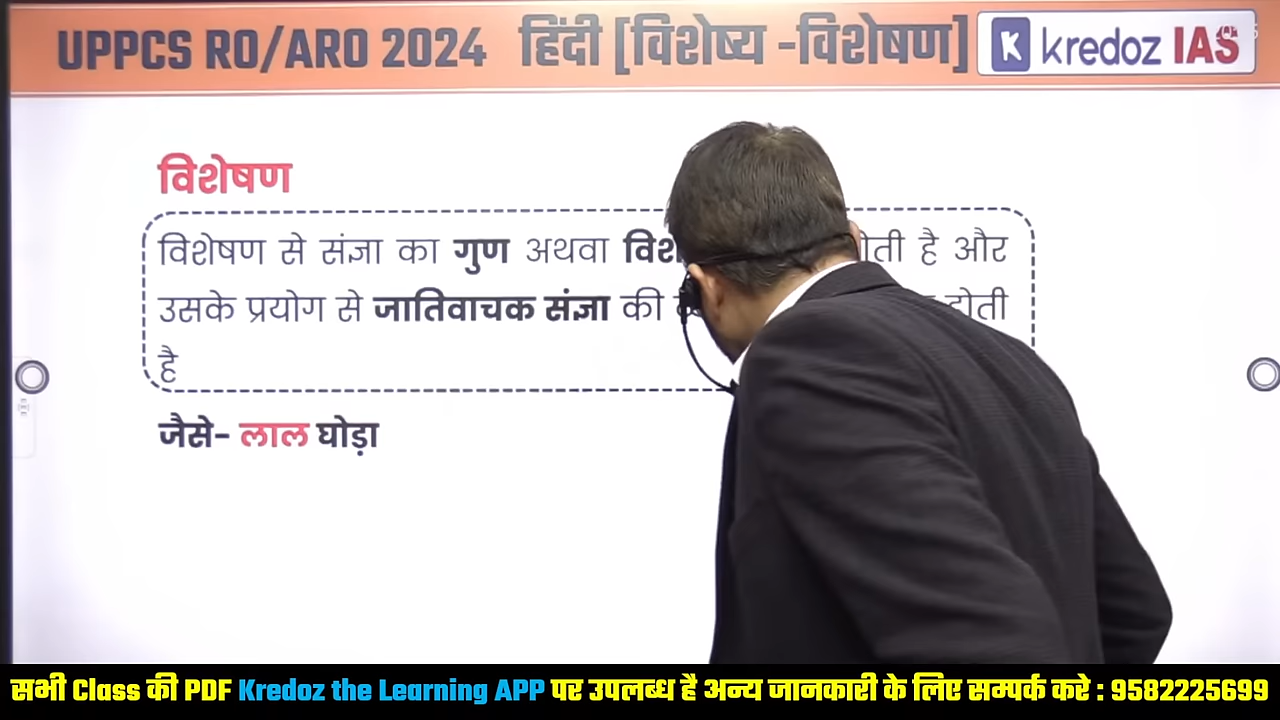 UPPCS RO/ARO 2024 हिंदी [विशेष्य -विशेषण] K kredoz IAS
विशेषण
विशेषण से संज्ञा का गुण अथवा है और
उसके प्रयोग से जातिवाचक संज्ञा की होती
है
जैसे- लाल घोड़ा
सभी Class की PDF Kredoz the Learning APP पर उपलब्ध है अन्य जानकारी के लिए सम्पर्क करे : 9582225699